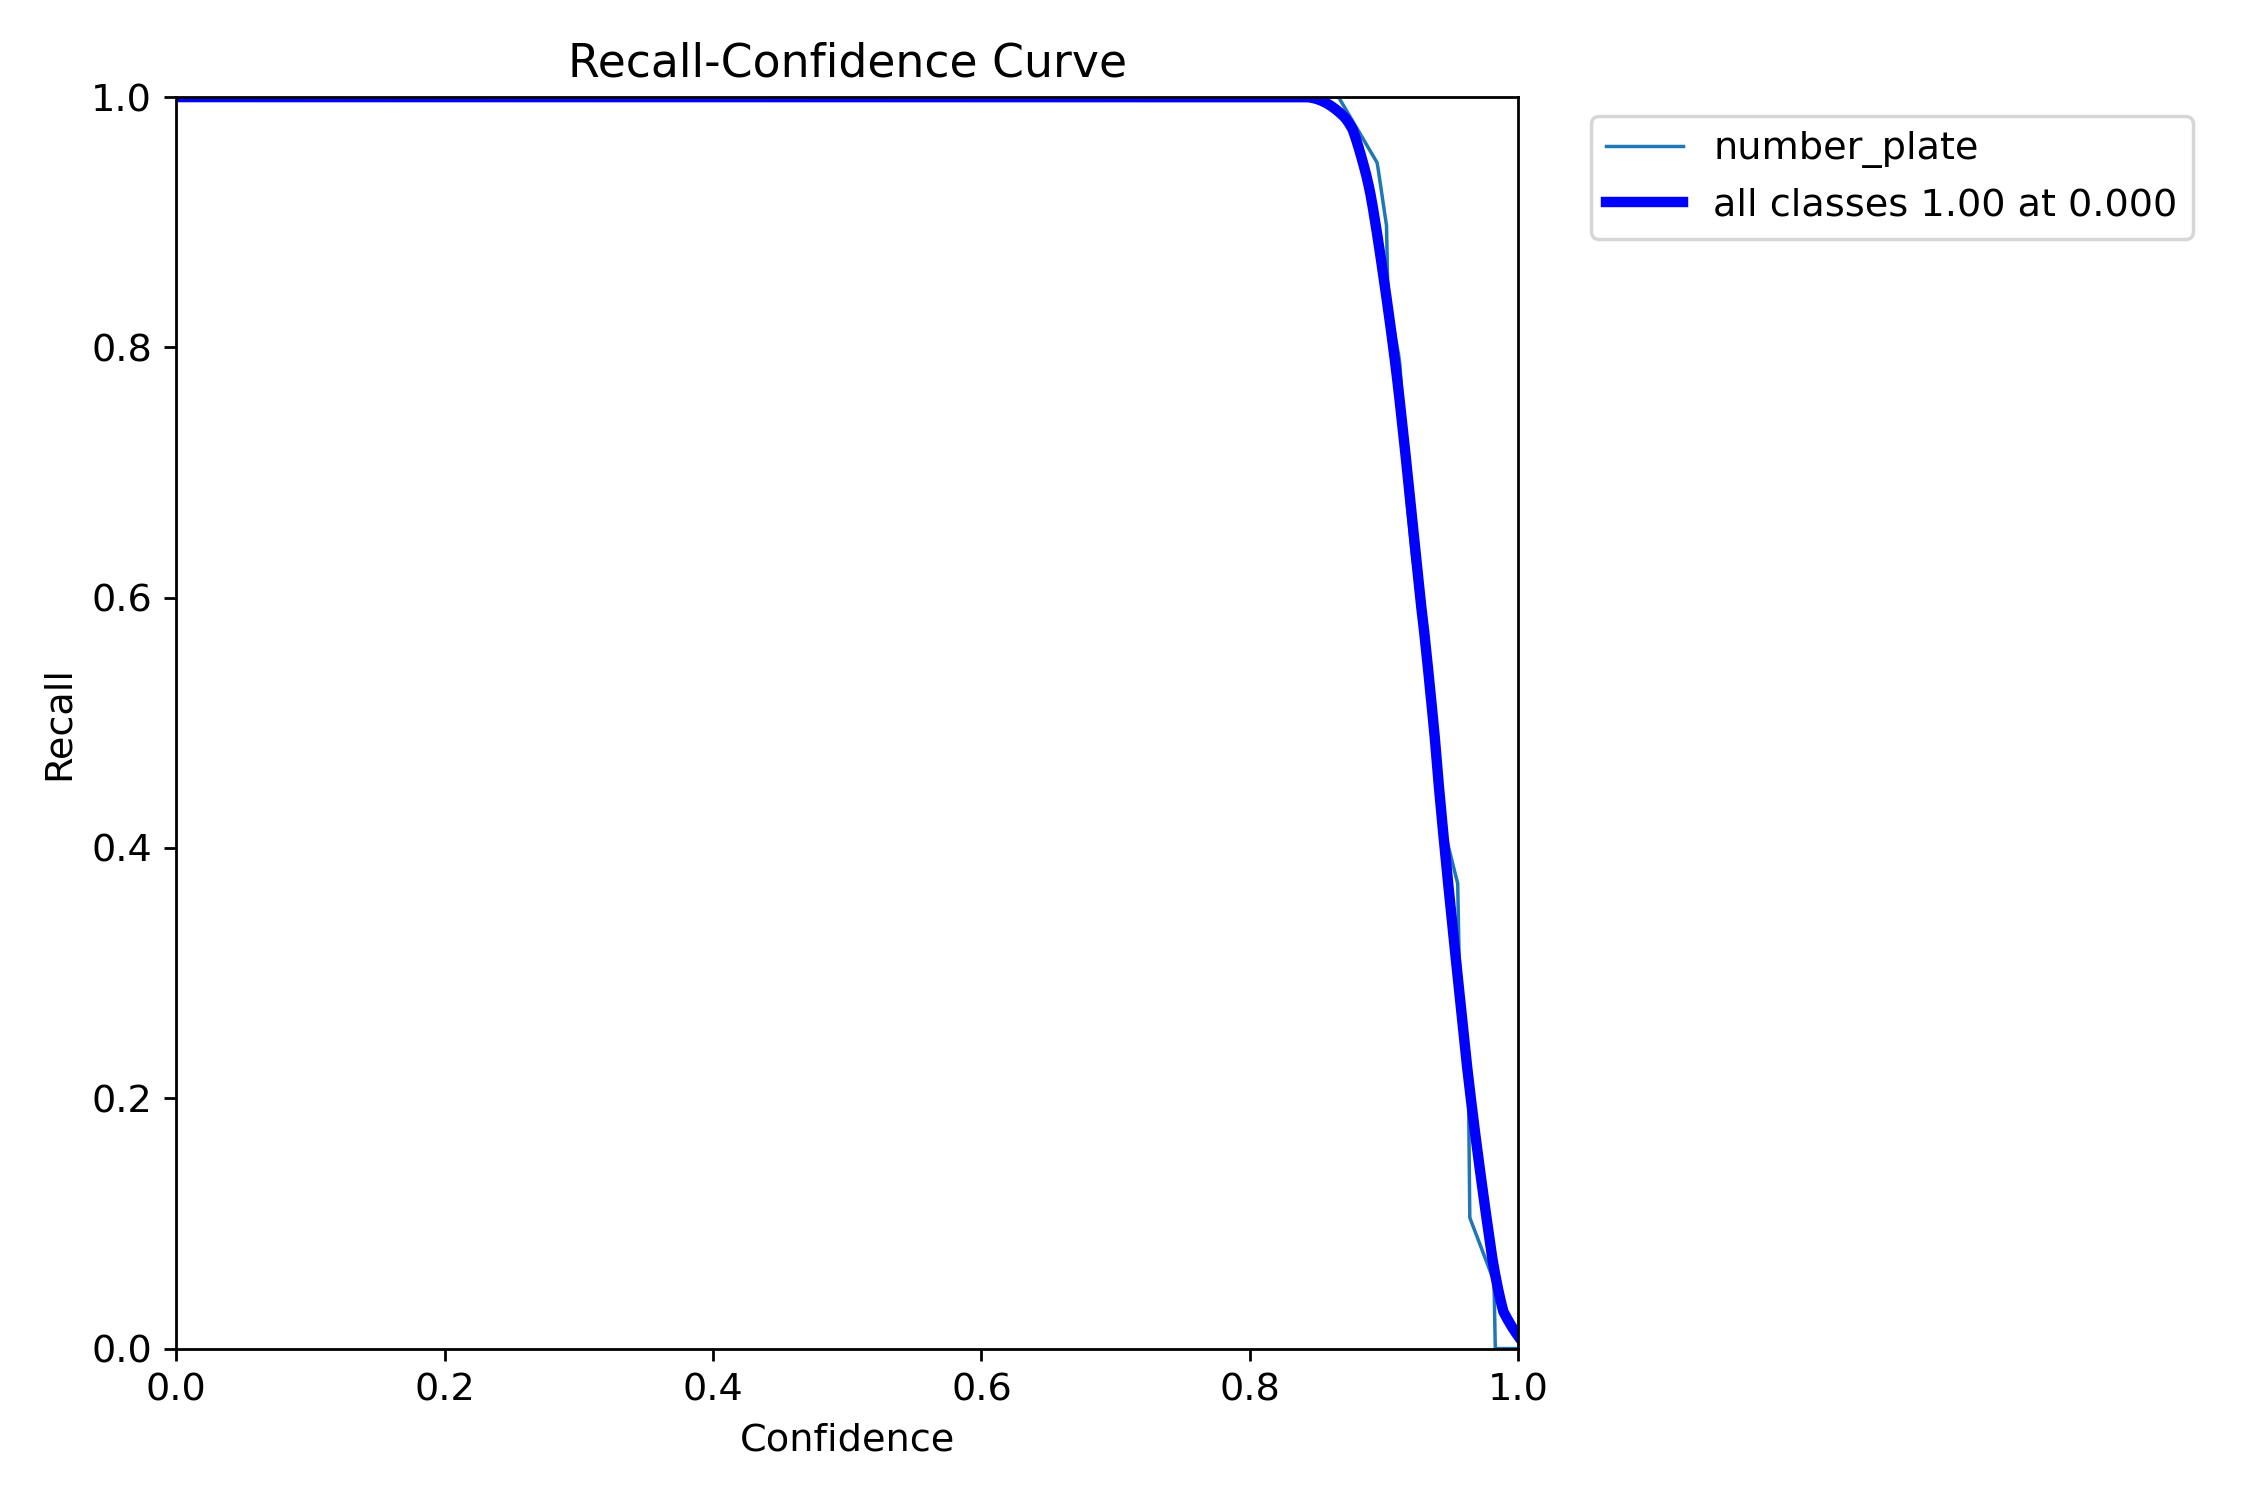 Recall-Confidence Curve
1.0
0.8
0.6
0.4
0.2
0.0
Recall
0.0 0.2 0.4 0.6 0.8 1.0
Confidence
number_plate
all classes 1.00 at 0.000